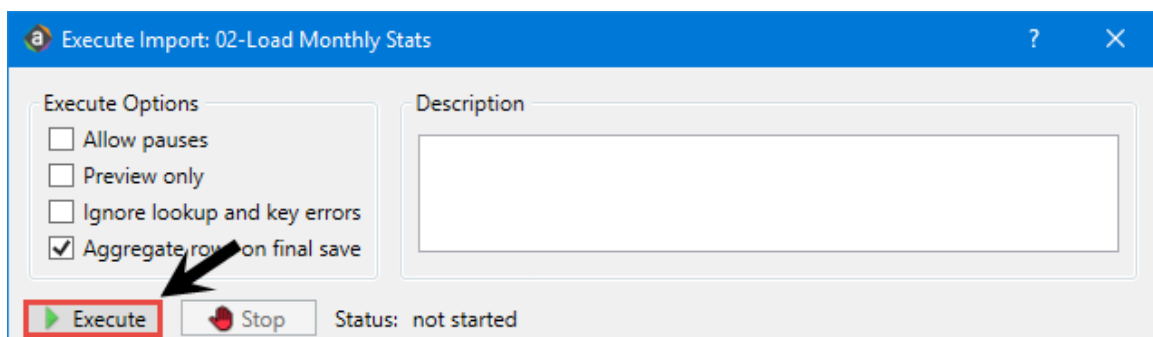 Execute Import: 02-Load Monthly Stats
Execute Options
Description
Allow pauses
Preview only
Ignore lookup and key errors
Aggregate rows on final save
Execute
Stop
Status: not started